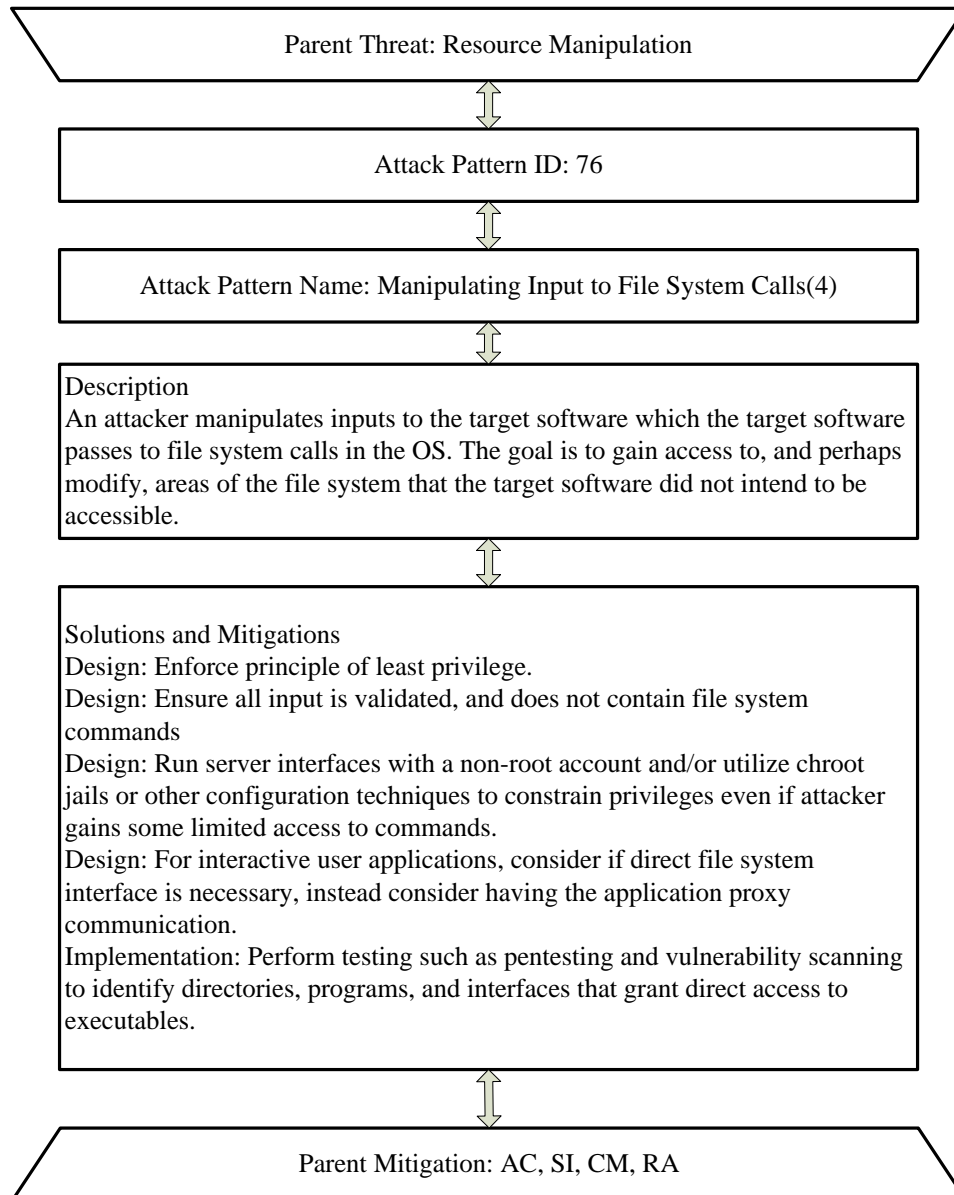 Parent Threat: Resource Manipulation
Attack Pattern ID: 76
Attack Pattern Name: Manipulating Input to File System Calls(4)
Description
An attacker manipulates inputs to the target software which the target software
passes to file system calls in the OS. The goal is to gain access to, and perhaps
modify, areas of the file system that the target software did not intend to be
accessible.
Solutions and Mitigations
Design: Enforce principle of least privilege.
Design: Ensure all input is validated, and does not contain file system
commands
Design: Run server interfaces with a non-root account and/or utilize chroot
jails or other configuration techniques to constrain privileges even if attacker
gains some limited access to commands.
Design: For interactive user applications, consider if direct file system
interface is necessary, instead consider having the application proxy
communication.
Implementation: Perform testing such as pentesting and vulnerability scanning
to identify directories, programs, and interfaces that grant direct access to
executables.
Parent Mitigation: AC, SI, CM, RA